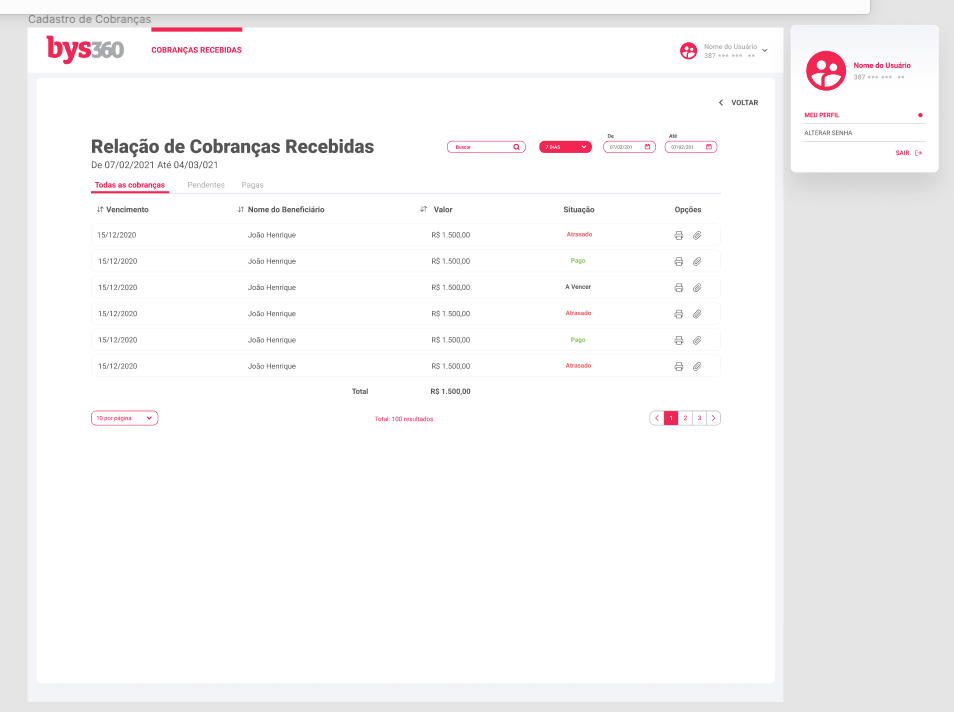 Cadastro de Cobranças
bys360
COBRANÇAS RECEBIDAS
Nome do Usuário
387 *** *** **
Nome do Usuário
387 *** *** **
MEU PERFIL
ALTERAR SENHA
SAIR
VOLTAR
Relação de Cobranças Recebidas
De 07/02/2021 Até 04/03/021
Buscar
7 DIAS
De
07/02/201
Até
07/02/201
Todas as cobranças Pendentes Pagas
Vencimento Nome do Beneficiário Valor Situação Opções
15/12/2020 João Henrique R$ 1.500,00 Atrasado
15/12/2020 João Henrique R$ 1.500,00 Pago
15/12/2020 João Henrique R$ 1.500,00 A Vencer
15/12/2020 João Henrique R$ 1.500,00 Atrasado
15/12/2020 João Henrique R$ 1.500,00 Pago
15/12/2020 João Henrique R$ 1.500,00 Atrasado
Total R$ 1.500,00
10 por página Total: 100 resultados 1 2 3